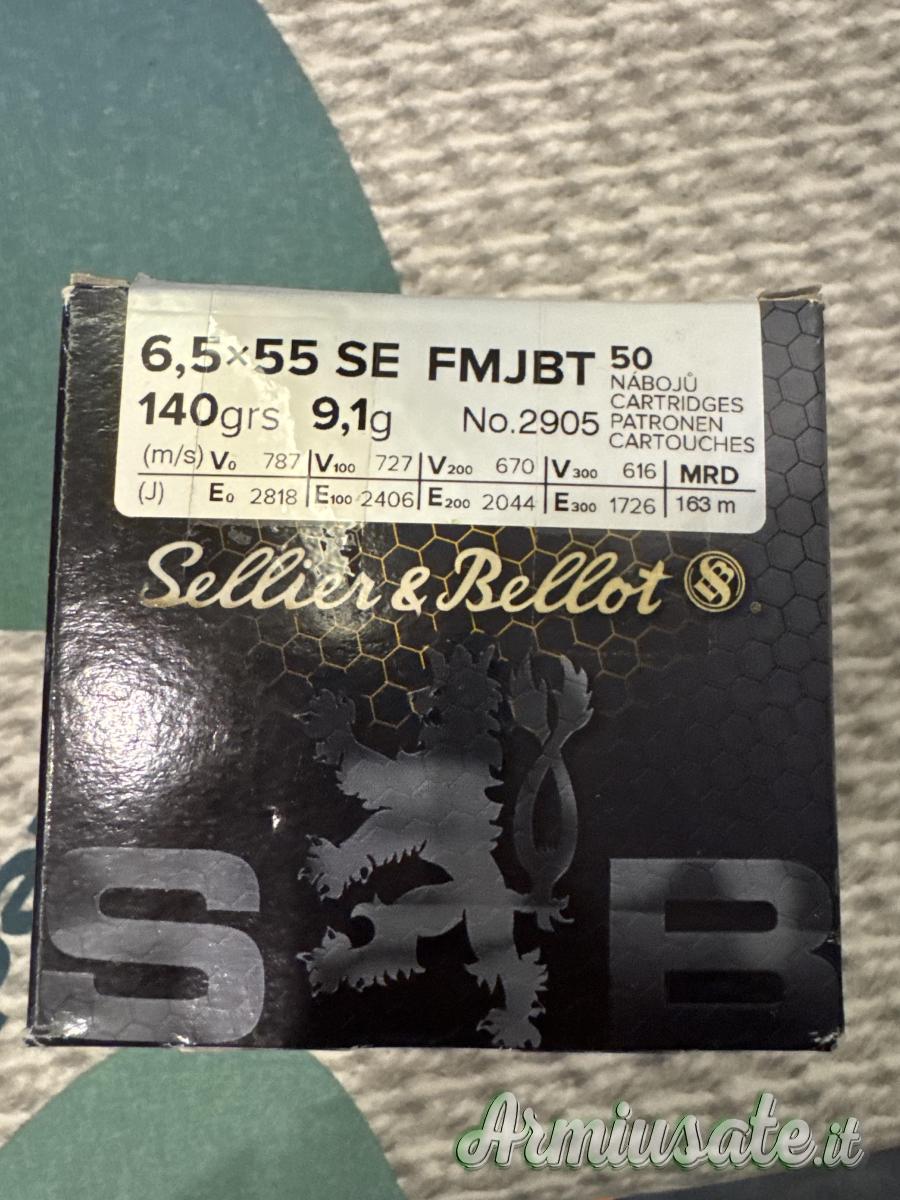 6,5×55 SE FMJBT 50
NÁBOJŮ
CARTRIDGES
140grs 9,1g No.2905 PATRONEN
CARTOUCHES
(m/s) V0 787 V100 727 V200 670 V300 616 MRD
(J) E0 2818 E100 2406 E200 2044 E300 1726 163 m
Sellier & Bellot SB
S B
Armiusate.it